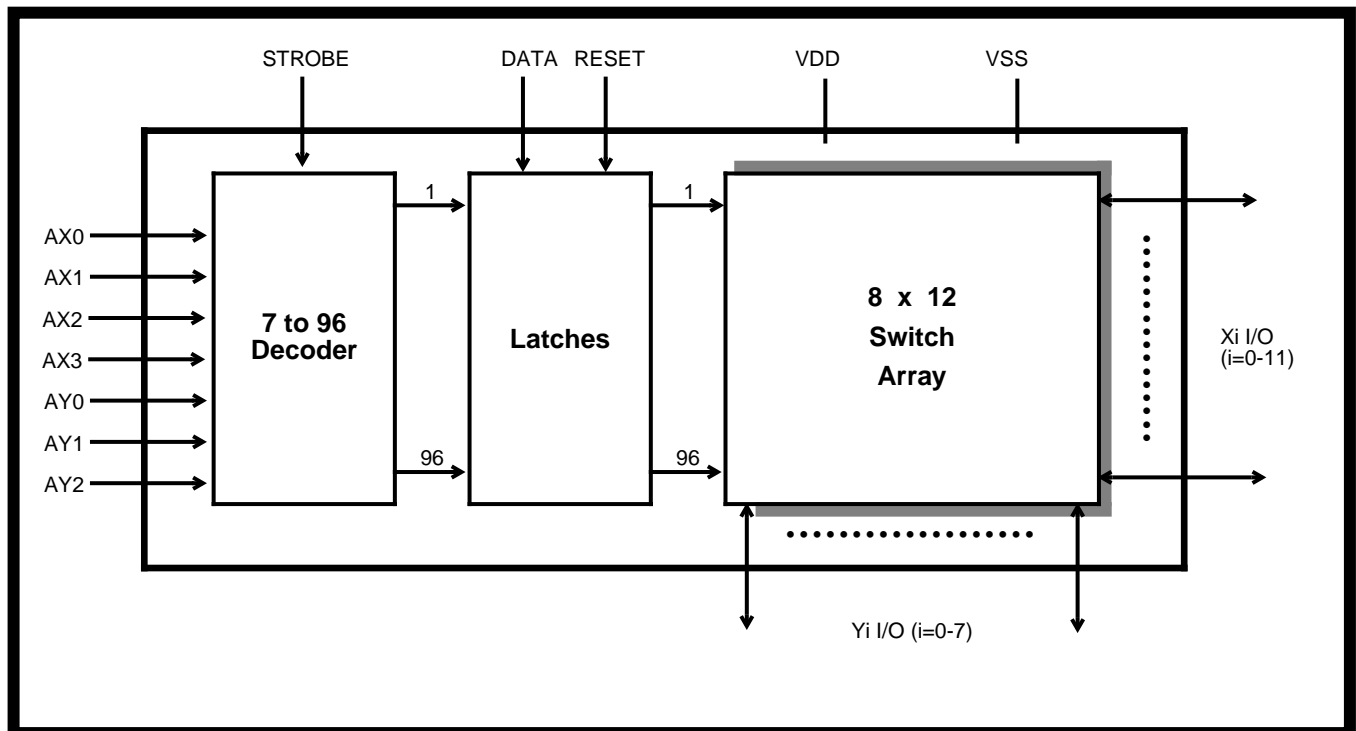 STROBE
DATA
RESET
VDD
VSS
1
1
AX0
AX1
AX2
AX3
AY0
AY1
AY2
7 to 96
Decoder
Latches
8 x 12
Switch
Array
Xi I/O
(i=0-11)
96
96
Yi I/O (i=0-7)